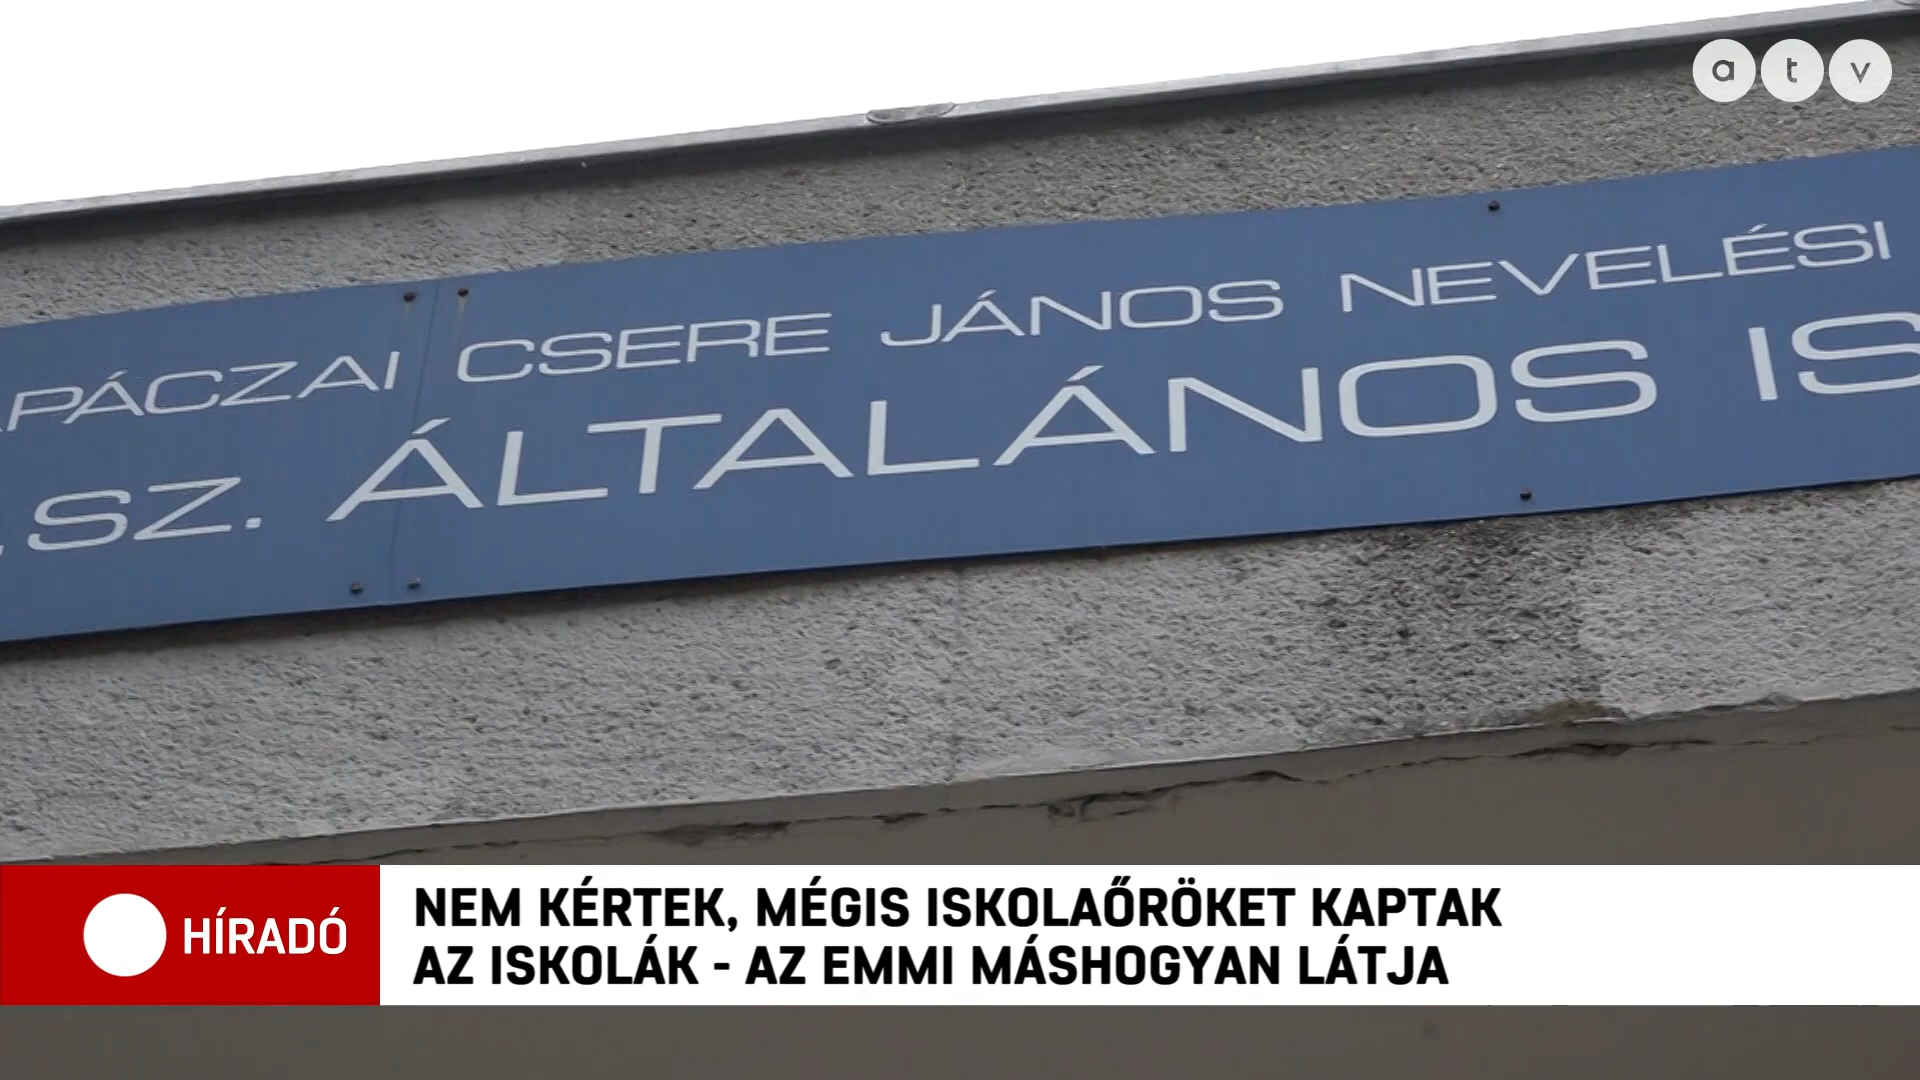 atv
APÁCZAI CSERE JÁNOS NEVELÉSI
.SZ. ÁLTALÁNOS IS
HÍRADÓ
NEM KÉRTEK, MÉGIS ISKOLAŐRÖKET KAPTAK
AZ ISKOLÁK - AZ EMMI MÁSHOGYAN LÁTJA